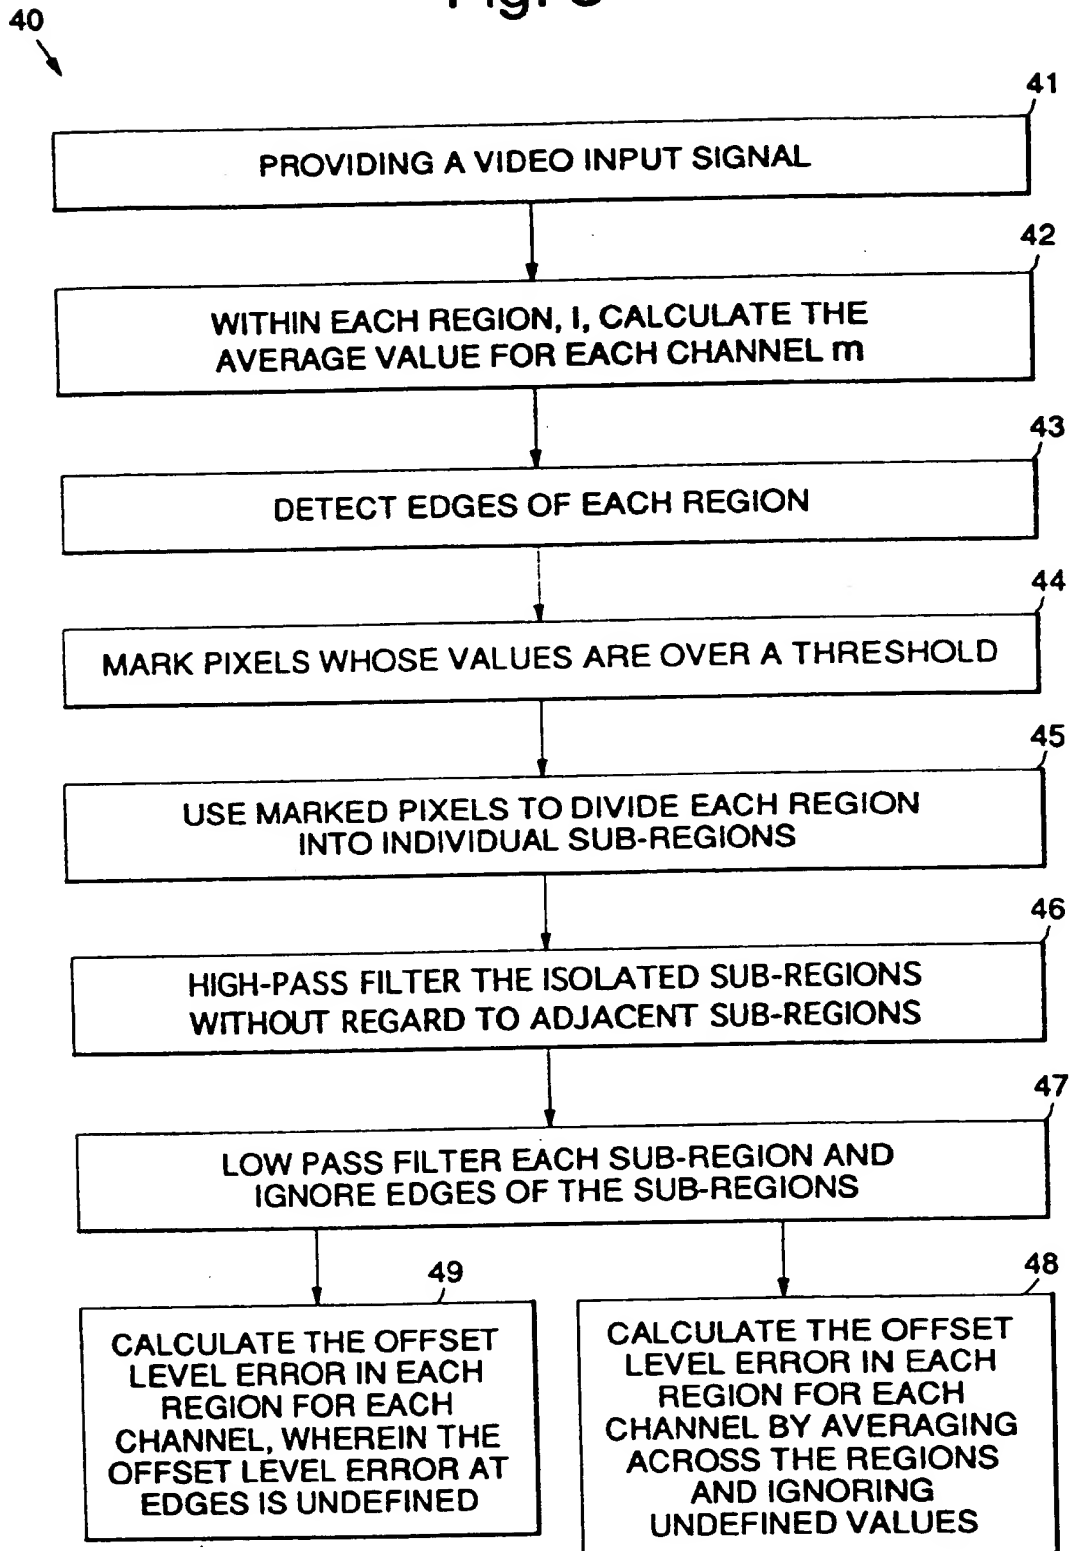 40
41
PROVIDING A VIDEO INPUT SIGNAL
42
WITHIN EACH REGION, I, CALCULATE THE
AVERAGE VALUE FOR EACH CHANNEL m
43
DETECT EDGES OF EACH REGION
44
MARK PIXELS WHOSE VALUES ARE OVER A THRESHOLD
45
USE MARKED PIXELS TO DIVIDE EACH REGION
INTO INDIVIDUAL SUB-REGIONS
46
HIGH-PASS FILTER THE ISOLATED SUB-REGIONS
WITHOUT REGARD TO ADJACENT SUB-REGIONS
47
LOW PASS FILTER EACH SUB-REGION AND
IGNORE EDGES OF THE SUB-REGIONS
49
CALCULATE THE OFFSET
LEVEL ERROR IN EACH
REGION FOR EACH
CHANNEL, WHEREIN THE
OFFSET LEVEL ERROR AT
EDGES IS UNDEFINED
48
CALCULATE THE OFFSET
LEVEL ERROR IN EACH
REGION FOR EACH
CHANNEL BY AVERAGING
ACROSS THE REGIONS
AND IGNORING
UNDEFINED VALUES